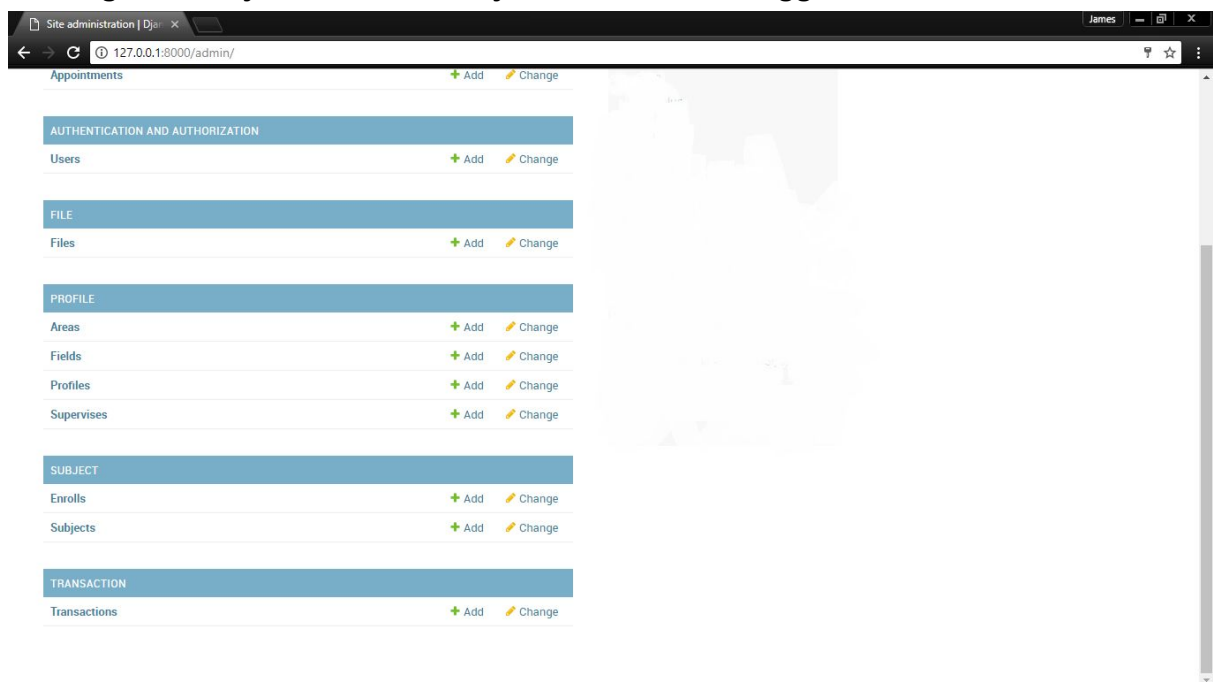 Site administration | Djan
James
127.0.0.1:8000/admin/
Appointments Add Change
AUTHENTICATION AND AUTHORIZATION
Users Add Change
FILE
Files Add Change
PROFILE
Areas Add Change
Fields Add Change
Profiles Add Change
Supervises Add Change
SUBJECT
Enrolls Add Change
Subjects Add Change
TRANSACTION
Transactions Add Change